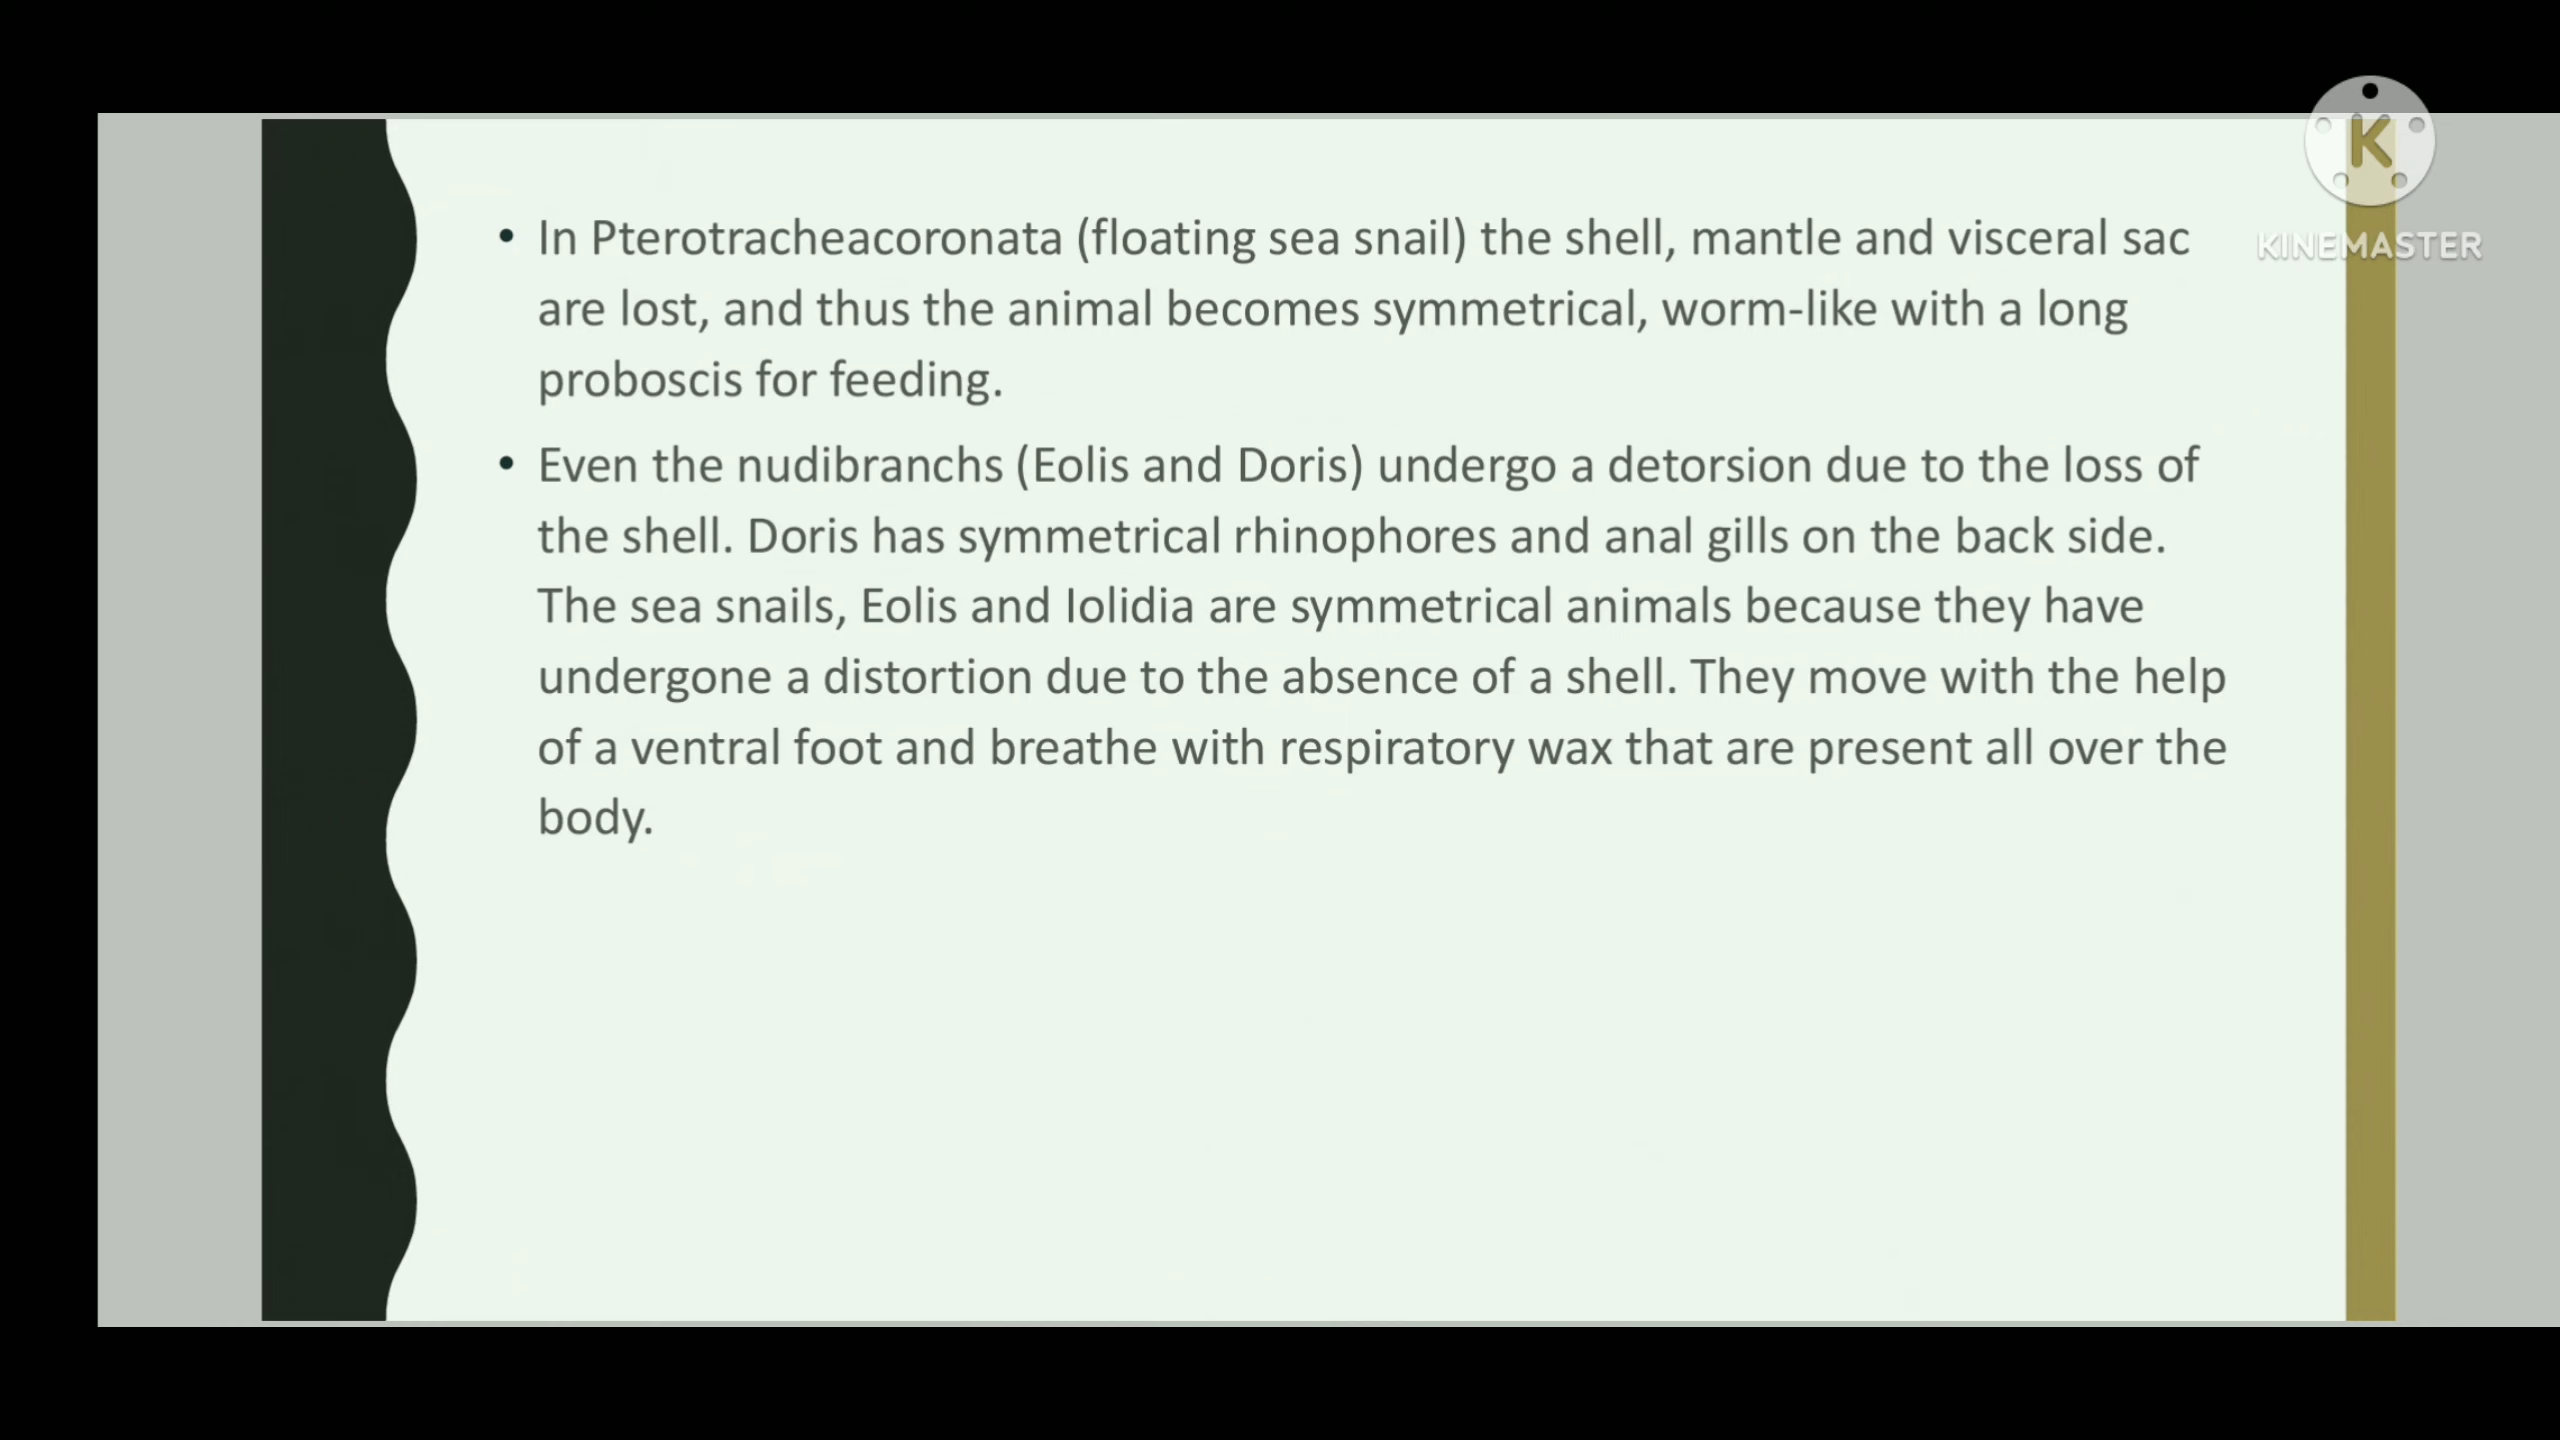 K
KINEMASTER
• In Pterotracheacoronata (floating sea snail) the shell, mantle and visceral sac
are lost, and thus the animal becomes symmetrical, worm-like with a long
proboscis for feeding.
• Even the nudibranchs (Eolis and Doris) undergo a detorsion due to the loss of
the shell. Doris has symmetrical rhinophores and anal gills on the back side.
The sea snails, Eolis and Iolidia are symmetrical animals because they have
undergone a distortion due to the absence of a shell. They move with the help
of a ventral foot and breathe with respiratory wax that are present all over the
body.